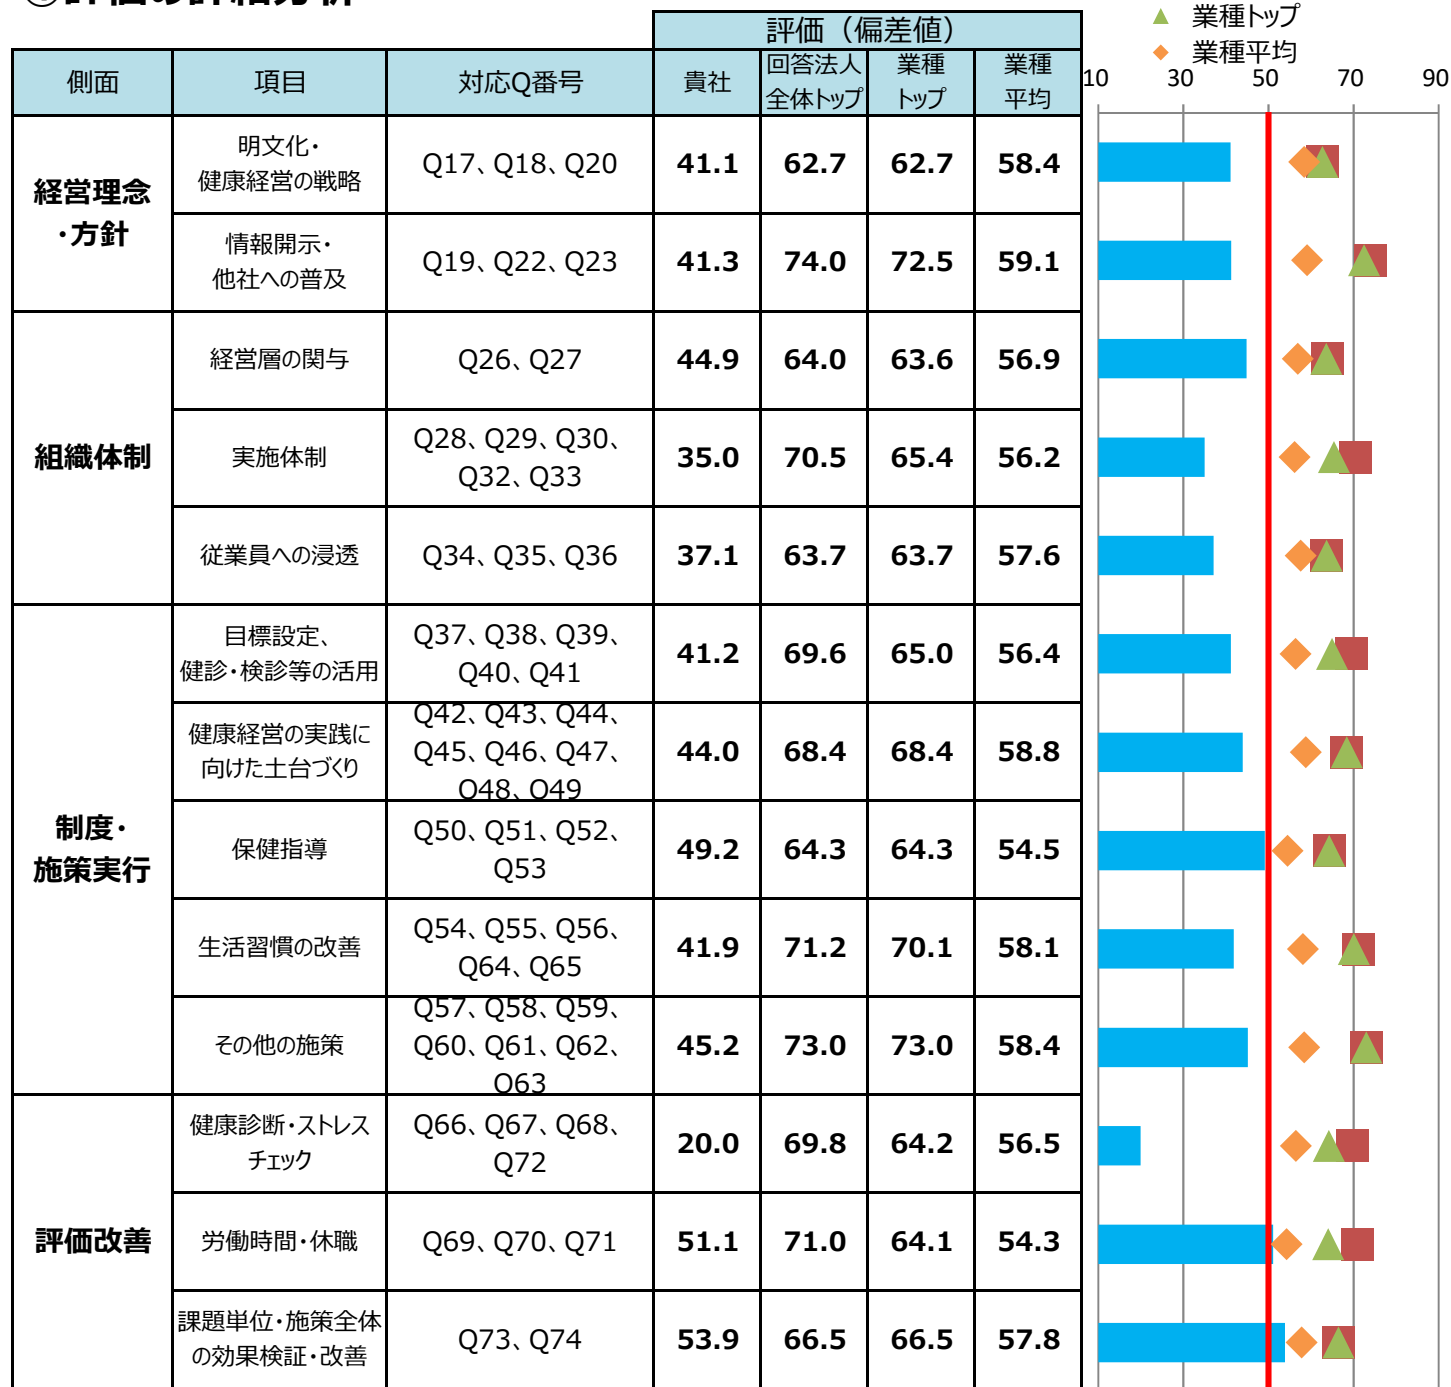 評価の詳細分析
▲ 業種トップ
◆ 業種平均
評価（偏差値）
側面 項目 対応Q番号 貴社 回答法人全体トップ 業種トップ 業種平均
10 30 50 70 90
経営理念・方針
明文化・健康経営の戦略 Q17、Q18、Q20 41.1 62.7 62.7 58.4
情報開示・他社への普及 Q19、Q22、Q23 41.3 74.0 72.5 59.1
組織体制
経営層の関与 Q26、Q27 44.9 64.0 63.6 56.9
実施体制 Q28、Q29、Q30、Q32、Q33 35.0 70.5 65.4 56.2
従業員への浸透 Q34、Q35、Q36 37.1 63.7 63.7 57.6
制度・施策実行
目標設定、健診・検診等の活用 Q37、Q38、Q39、Q40、Q41 41.2 69.6 65.0 56.4
健康経営の実践に向けた土台づくり Q42、Q43、Q44、Q45、Q46、Q47、Q48、Q49 44.0 68.4 68.4 58.8
保健指導 Q50、Q51、Q52、Q53 49.2 64.3 64.3 54.5
生活習慣の改善 Q54、Q55、Q56、Q64、Q65 41.9 71.2 70.1 58.1
その他の施策 Q57、Q58、Q59、Q60、Q61、Q62、Q63 45.2 73.0 73.0 58.4
評価改善
健康診断・ストレスチェック Q66、Q67、Q68、Q72 20.0 69.8 64.2 56.5
労働時間・休職 Q69、Q70、Q71 51.1 71.0 64.1 54.3
課題単位・施策全体の効果検証・改善 Q73、Q74 53.9 66.5 66.5 57.8